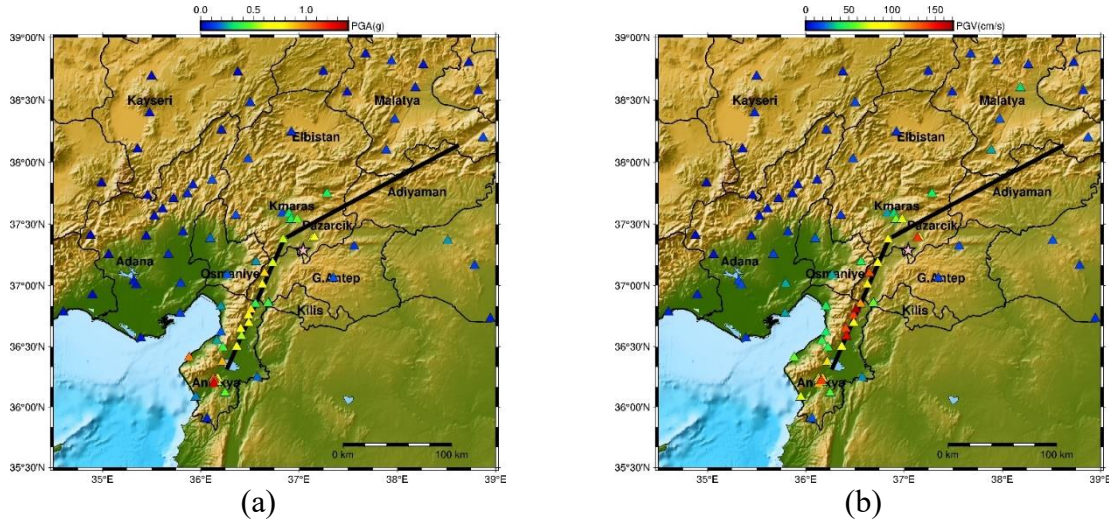 0.0 0.5 1.0
PGA(g)
39°00'N
38°30'N
38°00'N
37°30'N
37°00'N
36°30'N
36°00'N
35°30'N
35°E 36°E 37°E 38°E 39°E
Kayseri
Malatya
Elbistan
Adiyaman
Kmaras
Pazarcik
Adana
Osmaniye
G.Antep
Kilis
0 km 100 km
(a)
0 50 100 150
PGV(cm/s)
39°00'N
38°30'N
38°00'N
37°30'N
37°00'N
36°30'N
36°00'N
35°30'N
35°E 36°E 37°E 38°E 39°E
Kayseri
Malatya
Elbistan
Adiyaman
Kmaras
Pazarcik
Adana
Osmaniye
G.Antep
Kilis
0 km 100 km
(b)